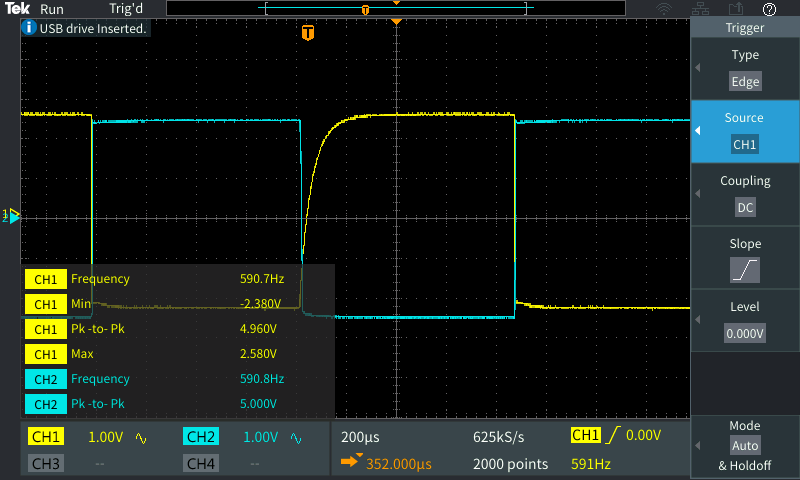 Tek Run Trig'd
T
T
i USB drive Inserted.
Trigger
Type
Edge
Source
CH1
Coupling
DC
Slope
Level
0.000V
Mode
Auto
& Holdoff
1
2
CH1 Frequency 590.7Hz
CH1 Min -2.380V
CH1 Pk -to- Pk 4.960V
CH1 Max 2.580V
CH2 Frequency 590.8Hz
CH2 Pk -to- Pk 5.000V
CH1 1.00V CH2 1.00V 200µs 625kS/s CH1 0.00V
CH3 -- CH4 -- 352.000µs 2000 points 591Hz